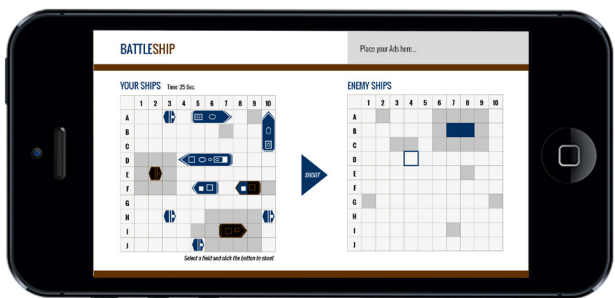 BATTLESHIP
Place your Ads here...
YOUR SHIPS Time: 25 Sec.
1 2 3 4 5 6 7 8 9 10
A
B
C
D
E
F
G
H
I
J
Select a field and click the button to shoot
SHOOT
ENEMY SHIPS
1 2 3 4 5 6 7 8 9 10
A
B
C
D
E
F
G
H
I
J